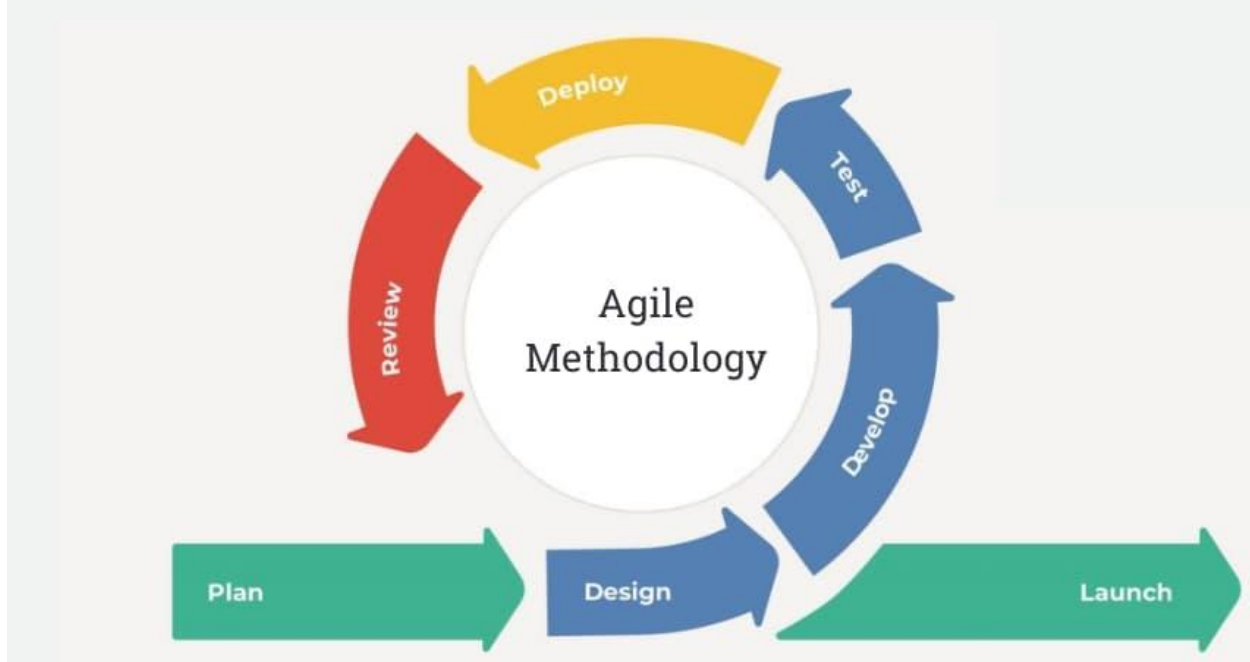 Deploy
Test
Review
Agile
Methodology
Develop
Plan
Design
Launch